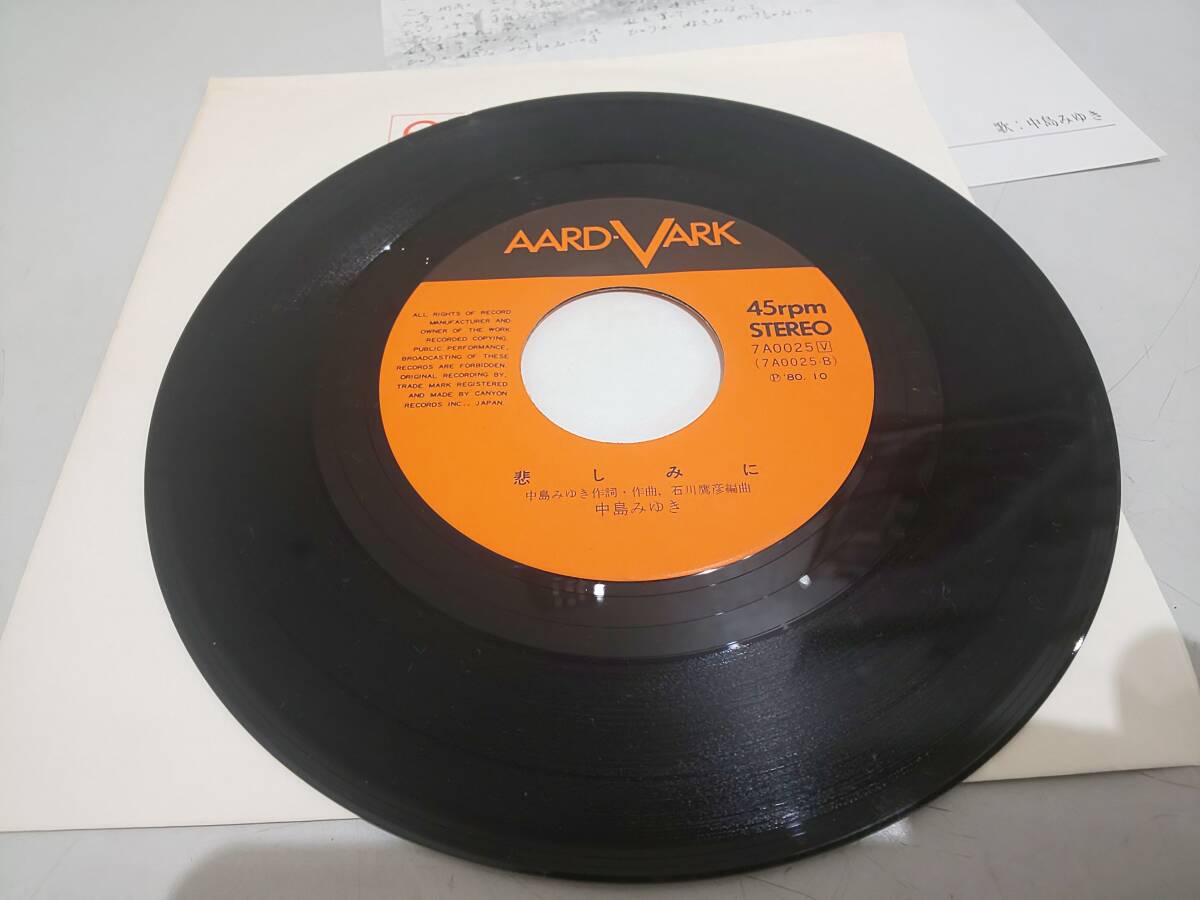 歌：中島みゆき
AARD-VARK
ALL RIGHTS OF RECORD
MANUFACTURER AND
OWNER OF THE WORK
RECORDED COPYING,
PUBLIC PERFORMANCE,
BROADCASTING OF THESE
RECORDS ARE FORBIDDEN.
ORIGINAL RECORDING BY,
TRADE MARK REGISTERED
AND MADE BY CANYON
RECORDS INC., JAPAN.
45rpm
STEREO
7A0025 V
(7A0025-B)
Ⓟ'80. 10
悲しみに
中島みゆき作詞・作曲, 石川鷹彦編曲
中島みゆき